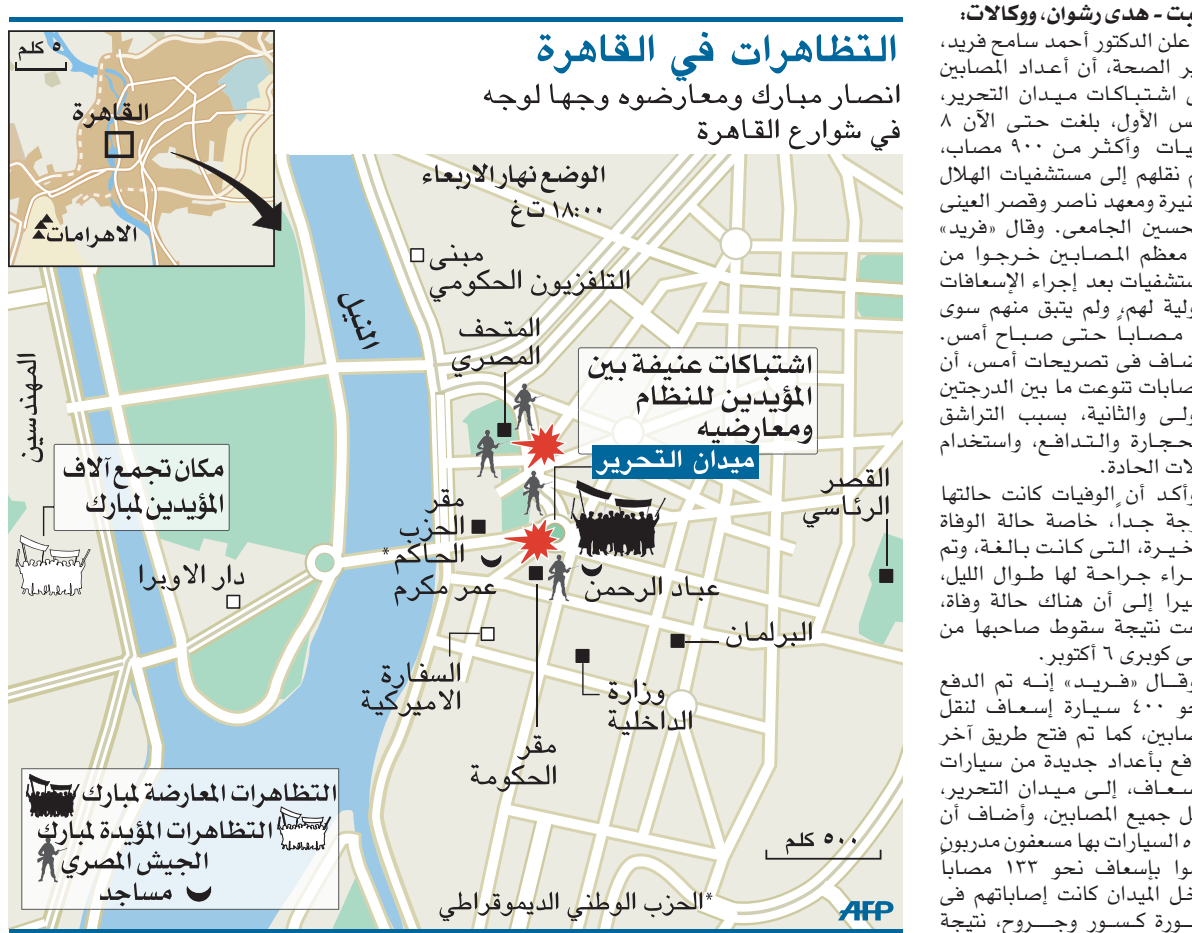 التظاهرات في القاهرة
انصار مبارك ومعارضوه وجها لوجه
في شوارع القاهرة
٥ كلم
القاهرة
الاهرامات
الوضع نهار الاربعاء
١٨:٠٠ ت غ
مبنى
التلفزيون الحكومي
النيل
المتحف
المصري
المهندسين
اشتباكات عنيفة بين
المؤيدين للنظام
ومعارضيه
ميدان التحرير
مكان تجمع آلاف
المؤيدين لمبارك
القصر
الرئاسي
مقر
الحزب
الحاكم*
دار الاوبرا
عمر مكرم
عباد الرحمن
البرلمان
السفارة
الاميركية
وزارة
الداخلية
مقر
الحكومة
التظاهرات المعارضة لمبارك
التظاهرات المؤيدة لمبارك
الجيش المصري
مساجد
٥٠٠ كلم
*الحزب الوطني الديموقراطي
AFP
- هدى رشوان، ووكالات:
علن الدكتور أحمد سامح فريد،
ير الصحة، أن أعداد المصابين
اشتباكات ميدان التحرير،
س الأول، بلغت حتى الآن ٨
يات وأكثر من ٩٠٠ مصاب،
م نقلهم إلى مستشفيات الهلال
نيرة ومعهد ناصر وقصر العينى
حسين الجامعى. وقال «فريد»
معظم المصابين خرجوا من
ستشفيات بعد إجراء الإسعافات
ولية لهم، ولم يتبق منهم سوى
مصاباً حتى صباح أمس.
ضاف فى تصريحات أمس، أن
صابات تنوعت ما بين الدرجتين
ولى والثانية، بسبب التراشق
حجارة والتدافع، واستخدام
لات الحادة.
وأكد أن الوفيات كانت حالتها
رجة جداً، خاصة حالة الوفاة
خيرة، التى كانت بالغة، وتم
ـراء جراحة لها طوال الليل،
يرا إلى أن هناك حالة وفاة،
عت نتيجة سقوط صاحبها من
ى كوبرى ٦ أكتوبر.
وقال «فريد» إنه تم الدفع
حو ٤٠٠ سيارة إسعاف لنقل
صابين، كما تم فتح طريق آخر
فع بأعداد جديدة من سيارات
سعاف، إلى ميدان التحرير،
ل جميع المصابين، وأضاف أن
ه السيارات بها مسعفون مدربون
وا بإسعاف نحو ١٣٣ مصاباً
خل الميدان كانت إصاباتهم فى
ـورة كسور وجروح، نتيجة